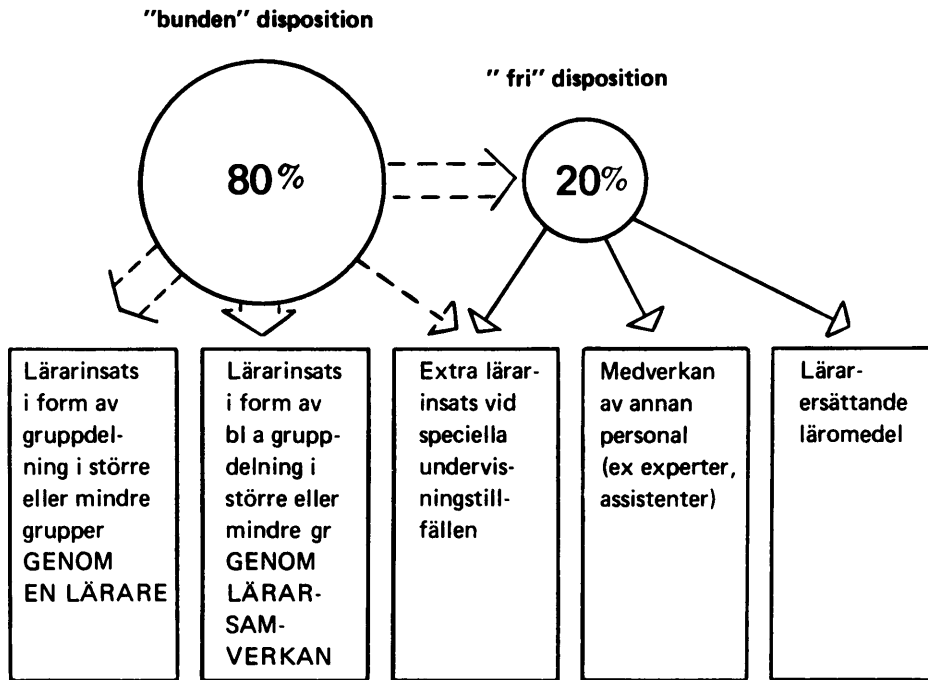 "bunden" disposition
" fri" disposition
80%
20%
Lärarinsats
i form av
gruppdel-
ning i större
eller mindre
grupper
GENOM
EN LÄRARE
Lärarinsats
i form av
bl a grupp-
delning i
större eller
mindre gr
GENOM
LÄRAR-
SAM-
VERKAN
Extra lärar-
insats vid
speciella
undervis-
ningstill-
fällen
Medverkan
av annan
personal
(ex experter,
assistenter)
Lärar-
ersättande
läromedel